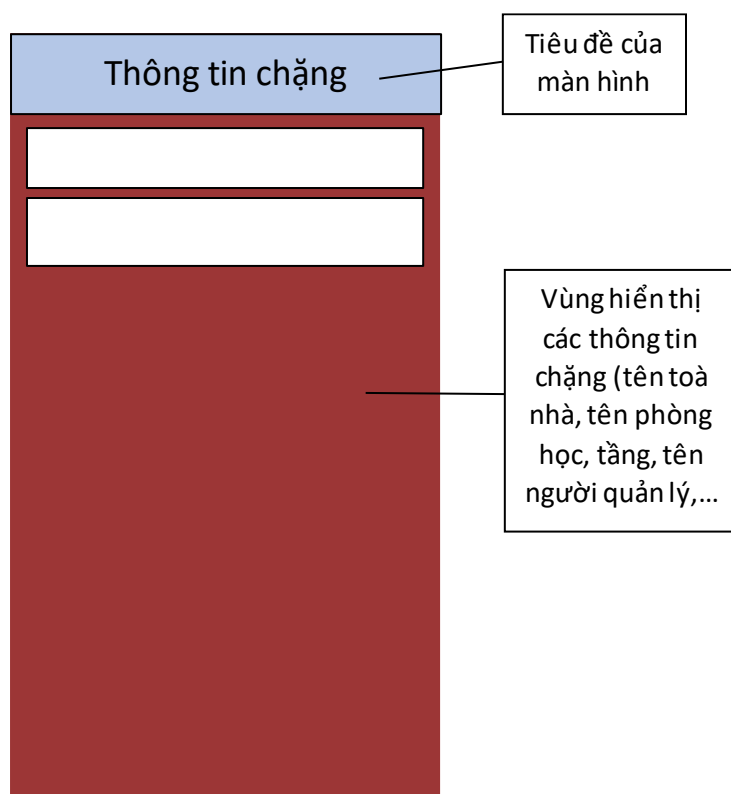 Thông tin chặng
Tiêu đề của
màn hình
Vùng hiển thị
các thông tin
chặng (tên toà
nhà, tên phòng
học, tầng, tên
người quản lý,...